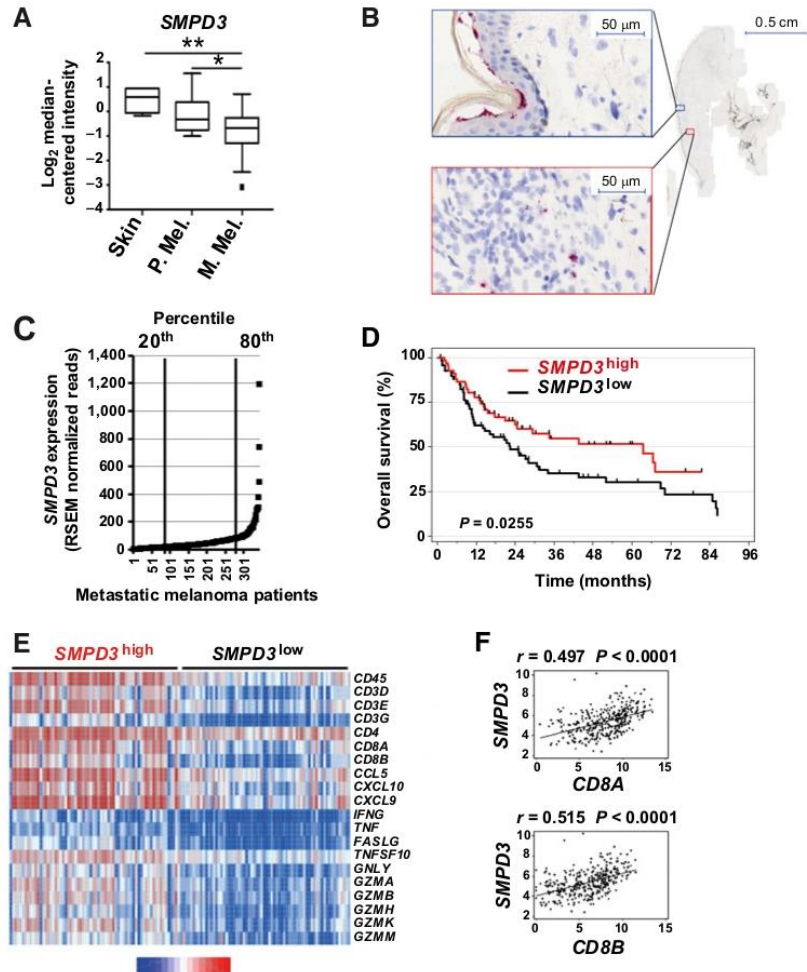 A
SMPD3
**
*
Log2 median-
centered intensity
2
1
0
–1
–2
–3
–4
Skin
P. Mel.
M. Mel.
B
50 µm
0.5 cm
50 µm
C
Percentile
20th 80th
SMPD3 expression
(RSEM normalized reads)
1,400
1,200
1,000
800
600
400
200
0
1
51
101
151
201
251
301
Metastatic melanoma patients
D
Overall survival (%)
100
75
50
25
0
SMPD3high
SMPD3low
P = 0.0255
0 12 24 36 48 60 72 84 96
Time (months)
E
SMPD3high SMPD3low
CD45
CD3D
CD3E
CD3G
CD4
CD8A
CD8B
CCL5
CXCL10
CXCL9
IFNG
TNF
FASLG
TNFSF10
GNLY
GZMA
GZMB
GZMH
GZMK
GZMM
F
r = 0.497 P < 0.0001
SMPD3
10
8
6
4
2
0 5 10 15
CD8A
r = 0.515 P < 0.0001
SMPD3
10
8
6
4
2
0 5 10 15
CD8B